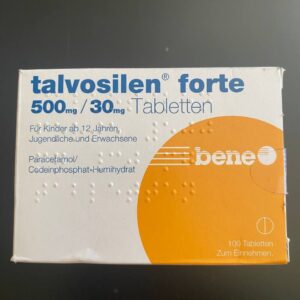 talvosilen® forte
500mg/30mg Tabletten
Für Kinder ab 12 Jahren,
Jugendliche und Erwachsene
Paracetamol/
Codeinphosphat-Hemihydrat
bene
100 Tabletten
Zum Einnehmen.